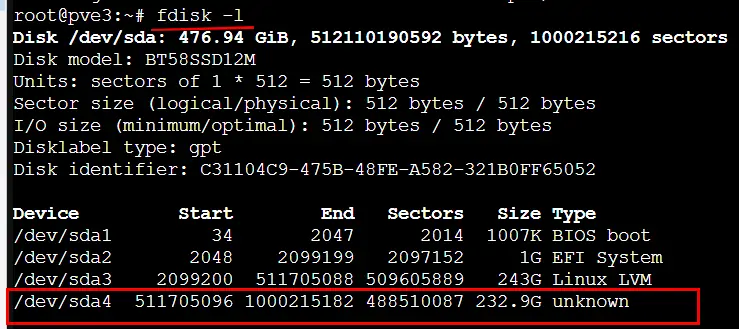 root@pve3:~# fdisk -l
Disk /dev/sda: 476.94 GiB, 512110190592 bytes, 1000215216 sectors
Disk model: BT58SSD12M
Units: sectors of 1 * 512 = 512 bytes
Sector size (logical/physical): 512 bytes / 512 bytes
I/O size (minimum/optimal): 512 bytes / 512 bytes
Disklabel type: gpt
Disk identifier: C31104C9-475B-48FE-A582-321B0FF65052
Device Start End Sectors Size Type
/dev/sda1 34 2047 2014 1007K BIOS boot
/dev/sda2 2048 2099199 2097152 1G EFI System
/dev/sda3 2099200 511705088 509605889 243G Linux LVM
/dev/sda4 511705096 1000215182 488510087 232.9G unknown